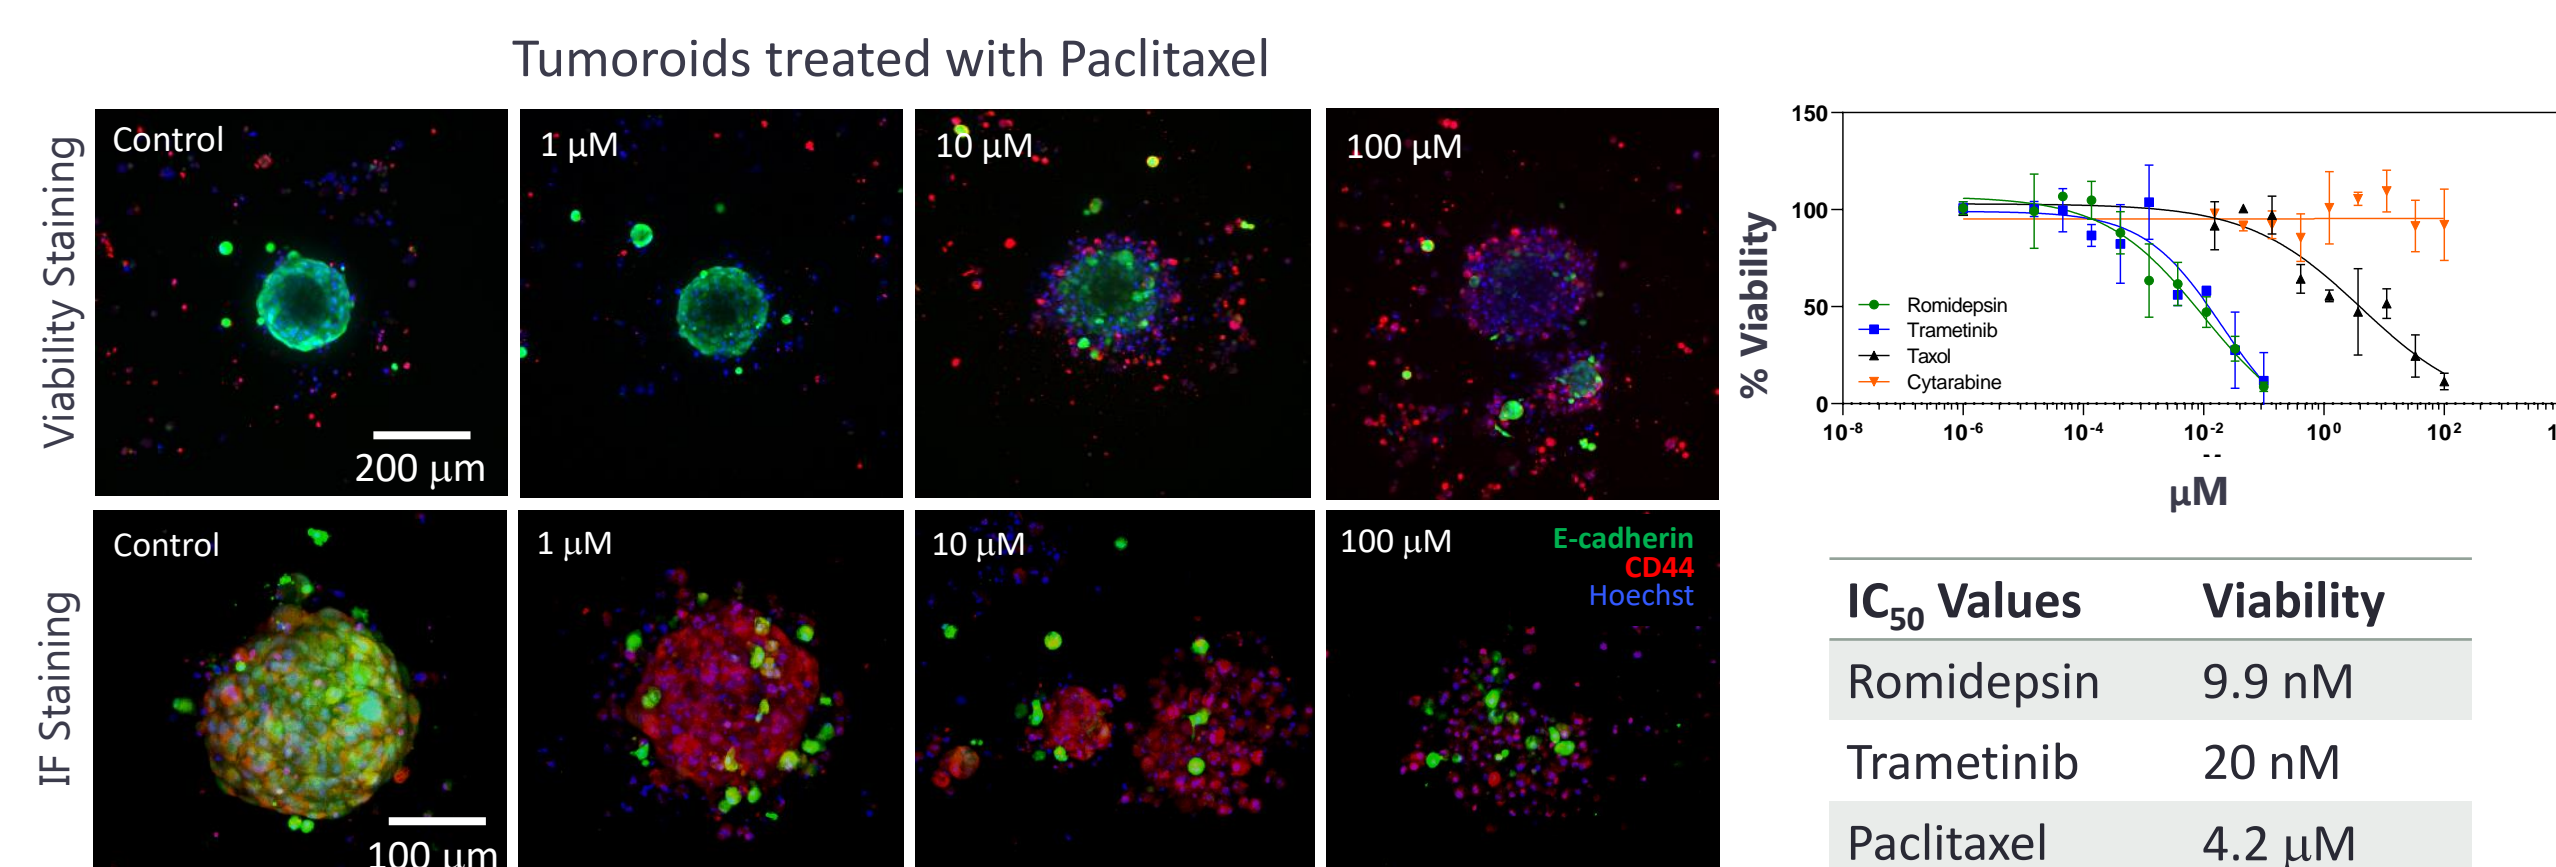 Tumoroids treated with Paclitaxel
Viability Staining
Control
1 µM
10 µM
100 µM
200 µm
IF Staining
Control
1 µM
10 µM
100 µM
E-cadherin
CD44
Hoechst
100 µm
% Viability
150
100
50
0
Romidepsin
Trametinib
Taxol
Cytarabine
10-8 10-6 10-4 10-2 100 102
µM
IC50 Values Viability
Romidepsin 9.9 nM
Trametinib 20 nM
Paclitaxel 4.2 µM